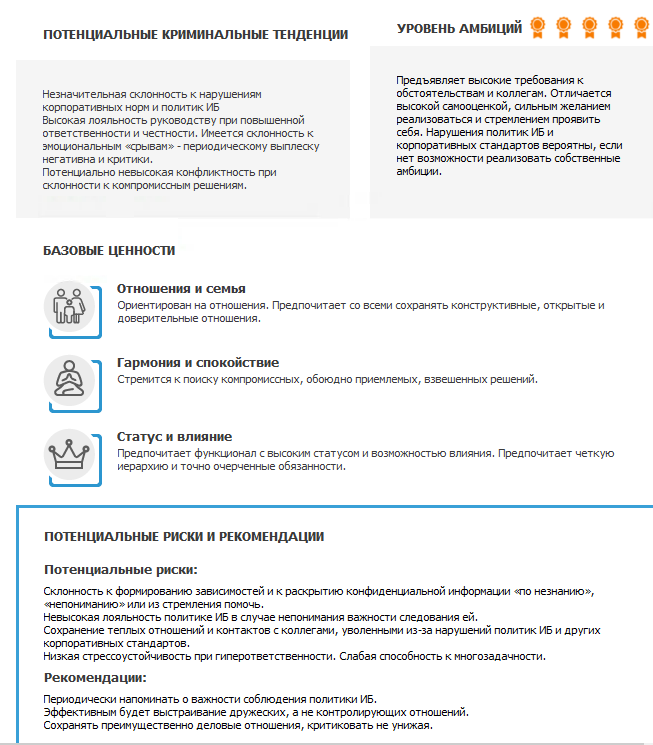 ПОТЕНЦИАЛЬНЫЕ КРИМИНАЛЬНЫЕ ТЕНДЕНЦИИ
Незначительная склонность к нарушениям
корпоративных норм и политик ИБ
Высокая лояльность руководству при повышенной
ответственности и честности. Имеется склонность к
эмоциональным «срывам» - периодическому выплеску
негатива и критики.
Потенциально невысокая конфликтность при
склонности к компромиссным решениям.
УРОВЕНЬ АМБИЦИЙ
Предъявляет высокие требования к
обстоятельствам и коллегам. Отличается
высокой самооценкой, сильным желанием
реализоваться и стремлением проявить
себя. Нарушения политик ИБ и
корпоративных стандартов вероятны, если
нет возможности реализовать собственные
амбиции.
БАЗОВЫЕ ЦЕННОСТИ
Отношения и семья
Ориентирован на отношения. Предпочитает со всеми сохранять конструктивные, открытые и
доверительные отношения.
Гармония и спокойствие
Стремится к поиску компромиссных, обоюдно приемлемых, взвешенных решений.
Статус и влияние
Предпочитает функционал с высоким статусом и возможностью влияния. Предпочитает четкую
иерархию и точно очерченные обязанности.
ПОТЕНЦИАЛЬНЫЕ РИСКИ И РЕКОМЕНДАЦИИ
Потенциальные риски:
Склонность к формированию зависимостей и к раскрытию конфиденциальной информации «по незнанию»,
«непониманию» или из стремления помочь.
Невысокая лояльность политике ИБ в случае непонимания важности следования ей.
Сохранение теплых отношений и контактов с коллегами, уволенными из-за нарушений политик ИБ и других
корпоративных стандартов.
Низкая стрессоустойчивость при гиперответственности. Слабая способность к многозадачности.
Рекомендации:
Периодически напоминать о важности соблюдения политики ИБ.
Эффективным будет выстраивание дружеских, а не контролирующих отношений.
Сохранять преимущественно деловые отношения, критиковать не унижая.